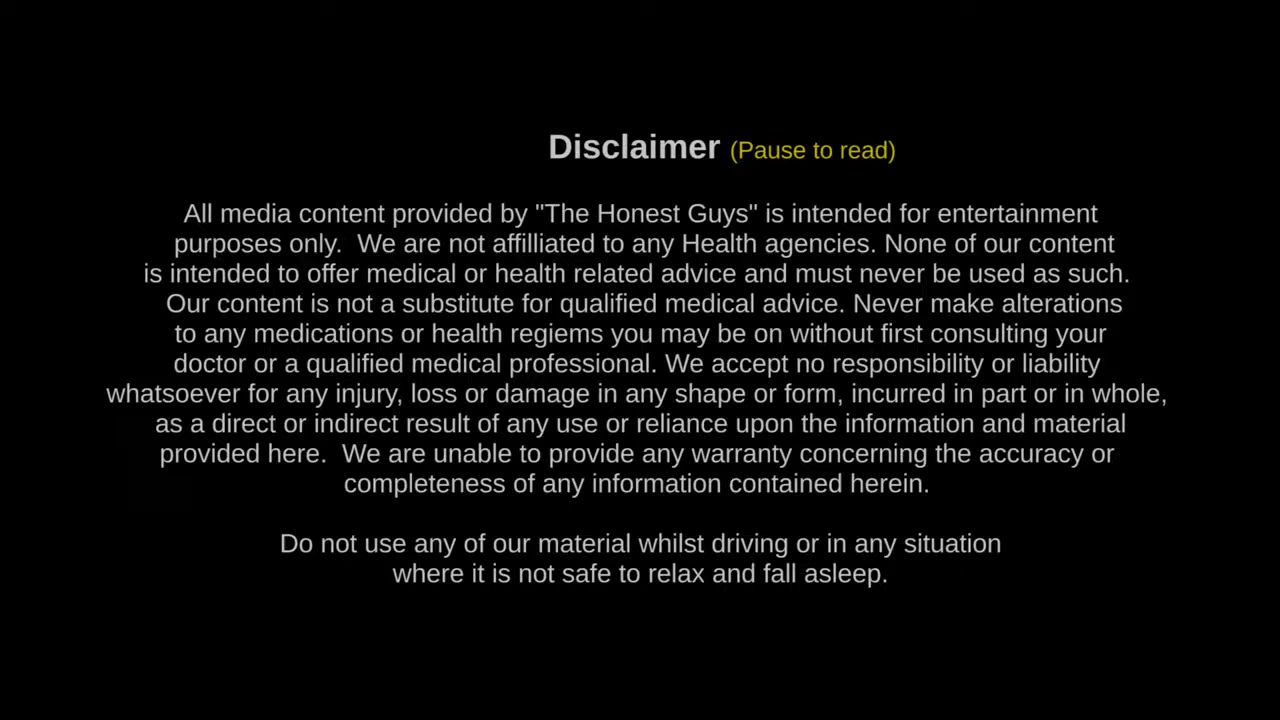 Disclaimer (Pause to read)
All media content provided by "The Honest Guys" is intended for entertainment
purposes only.  We are not affilliated to any Health agencies. None of our content
is intended to offer medical or health related advice and must never be used as such.
Our content is not a substitute for qualified medical advice. Never make alterations
to any medications or health regiems you may be on without first consulting your
doctor or a qualified medical professional. We accept no responsibility or liability
whatsoever for any injury, loss or damage in any shape or form, incurred in part or in whole,
as a direct or indirect result of any use or reliance upon the information and material
provided here.  We are unable to provide any warranty concerning the accuracy or
completeness of any information contained herein.
Do not use any of our material whilst driving or in any situation
where it is not safe to relax and fall asleep.